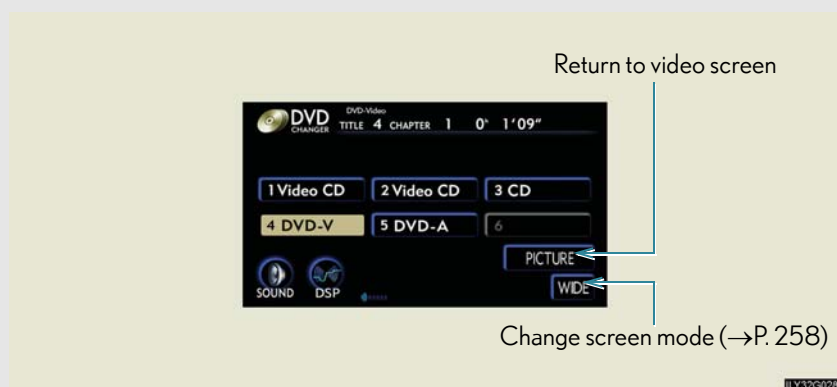 Return to video screen
DVD-Video
DVD
CHANGER
TITLE 4 CHAPTER 1 0ʰ 1'09"
1 Video CD 2 Video CD 3 CD
4 DVD-V 5 DVD-A 6
PICTURE
SOUND DSP WIDE
Change screen mode (→P. 258)